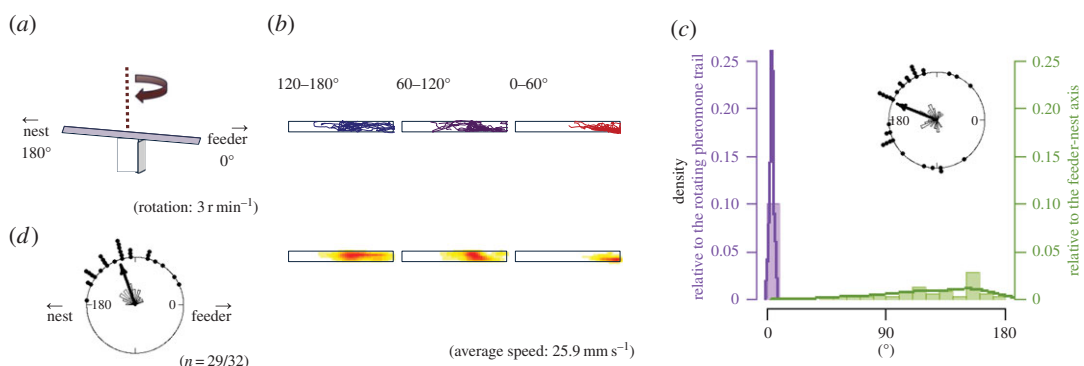 (a)
← →
nest feeder
180° 0°
(rotation: 3 r min⁻¹)
(b)
120–180° 60–120° 0–60°
(average speed: 25.9 mm s⁻¹)
(c)
relative to the rotating pheromone trail
density
0.25
0.20
0.15
0.10
0.05
0
180 0
0.25
0.20
0.15
0.10
0.05
0
relative to the feeder-nest axis
0 90 180
(°)
(d)
180 0
← →
nest feeder
(n = 29/32)